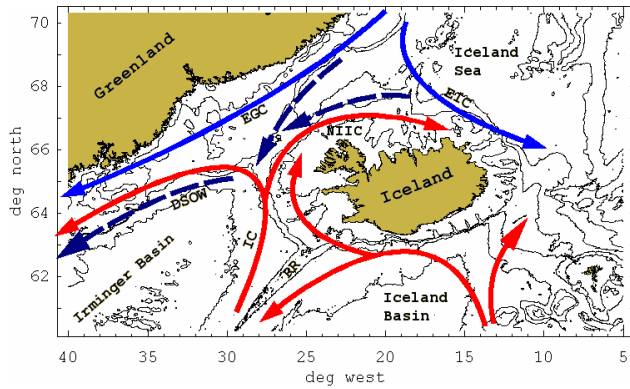 70
68
66
64
62
deg north
40
35
30
25
20
15
10
5
deg west
Greenland
Iceland
Sea
EGC
EIC
NIIC
Iceland
DSOW
IC
RR
Irminger Basin
Iceland
Basin